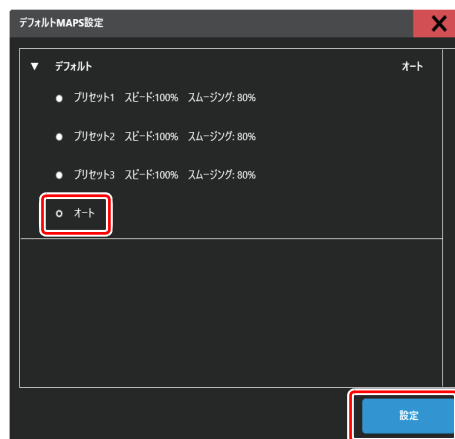 デフォルトMAPS設定
▼ デフォルト オート
プリセット1 スピード:100% スムージング: 80%
プリセット2 スピード:100% スムージング: 80%
プリセット3 スピード:100% スムージング: 80%
オート
設定